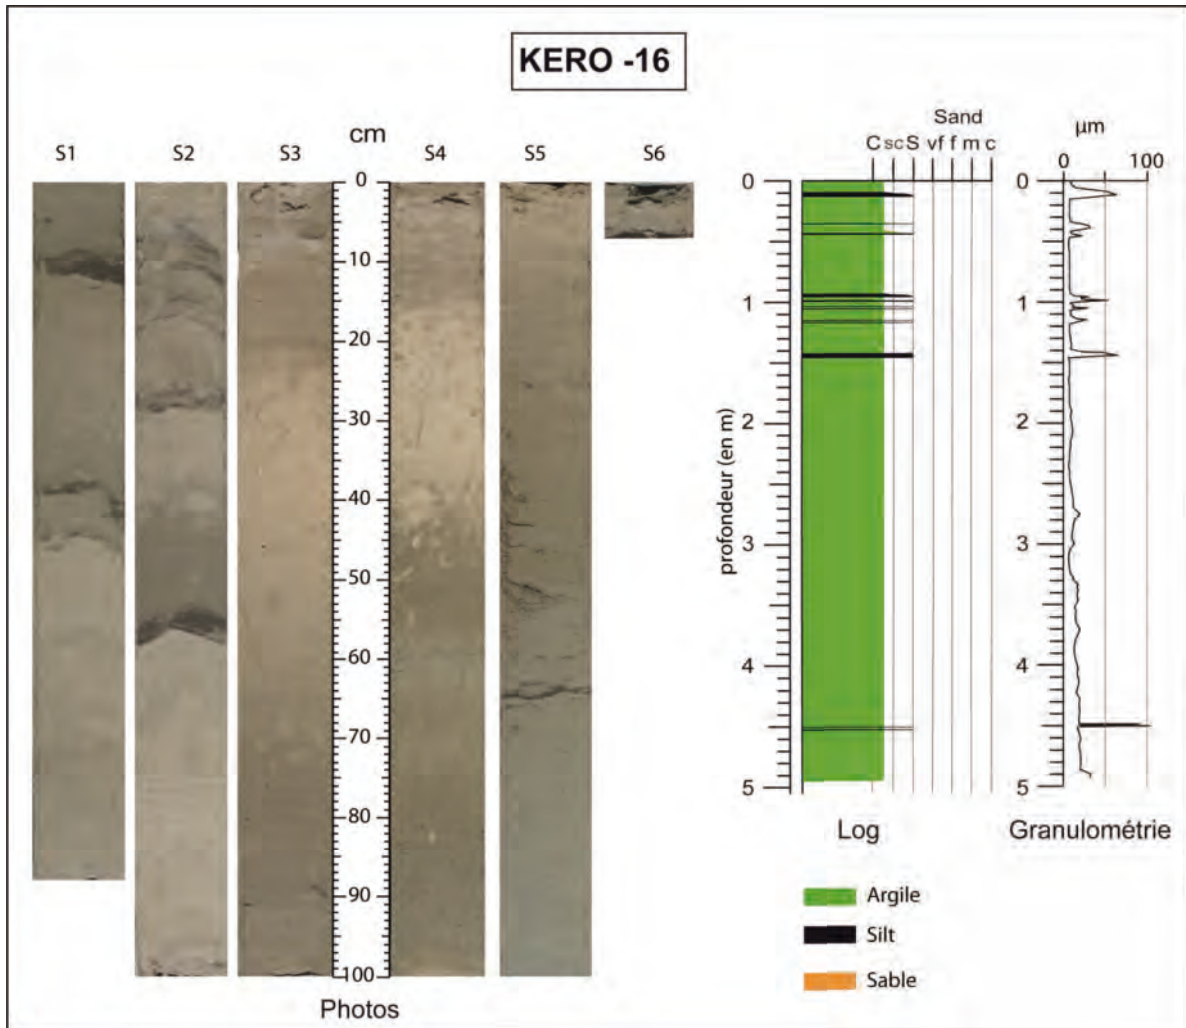 KERO -16
cm
S1 S2 S3 S4 S5 S6
0
-10
-20
-30
-40
-50
-60
-70
-80
-90
100
Photos
Sand
C sc S vf f m c
profondeur (en m)
0
1
2
3
4
5
Log
µm
0 100
0
1
2
3
4
5
Granulométrie
Argile
Silt
Sable